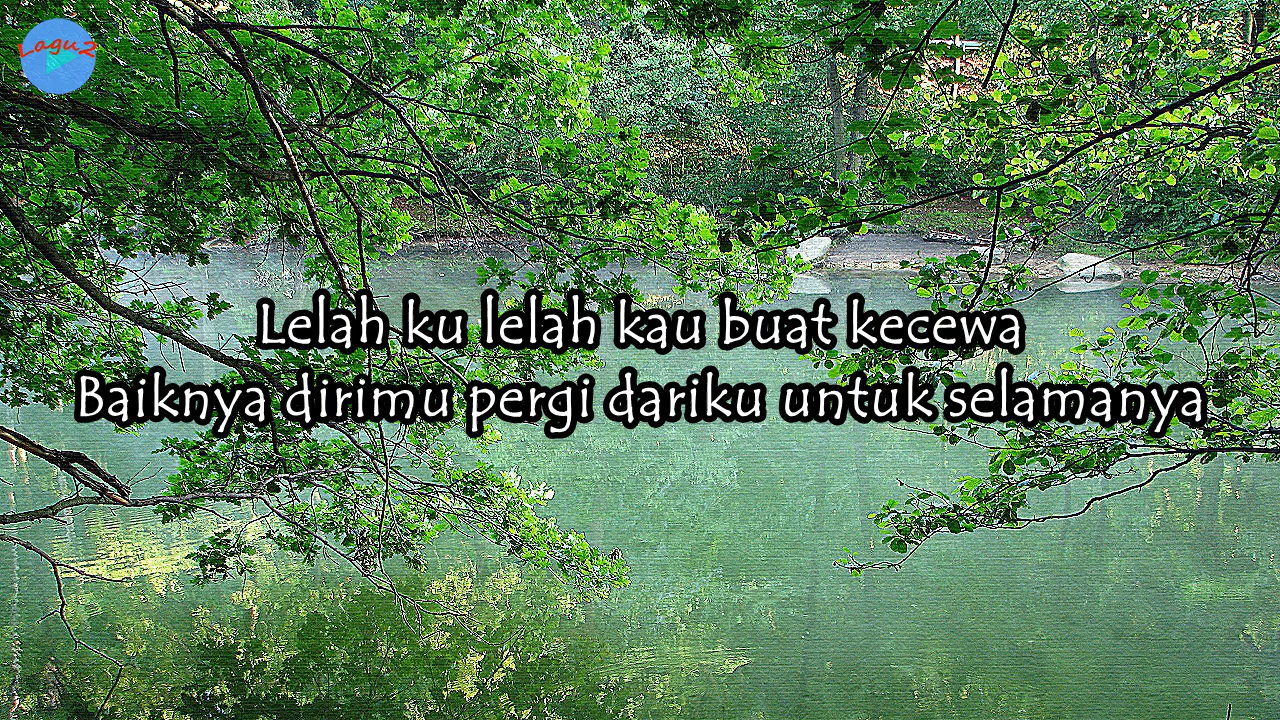 Lagu2
Lelah ku lelah kau buat kecewa
Baiknya dirimu pergi dariku untuk selamanya